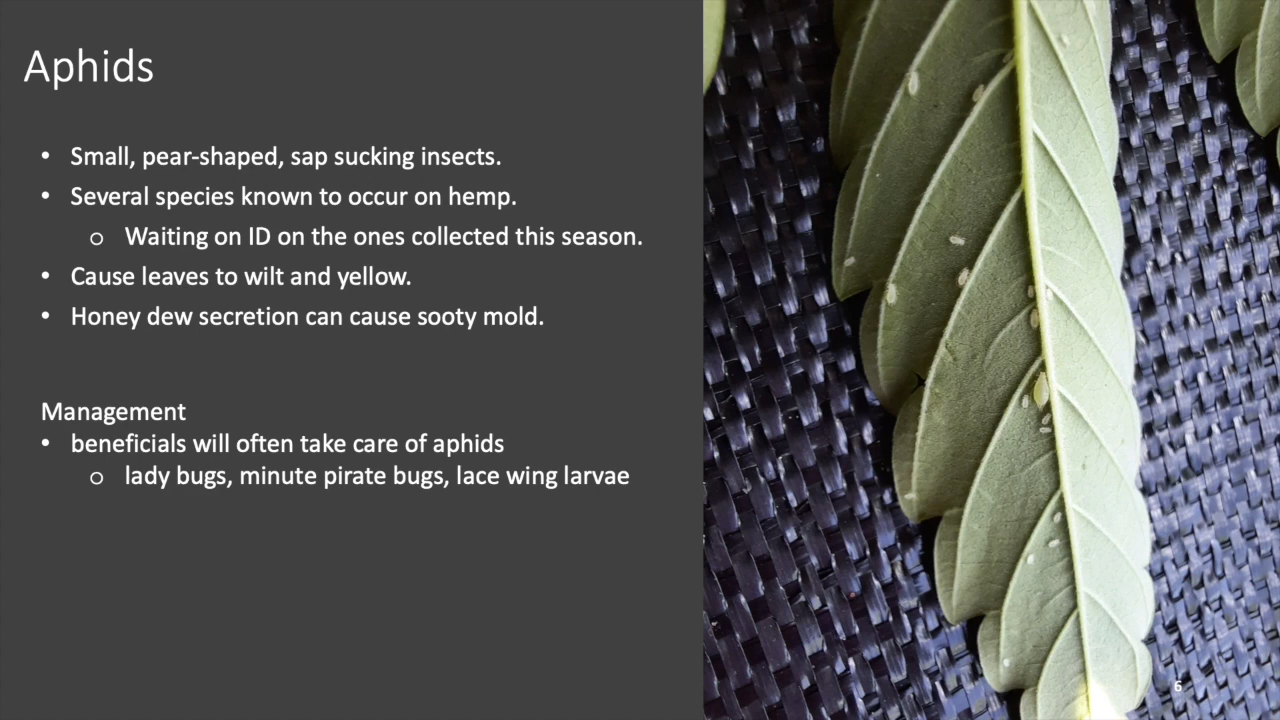 Aphids
• Small, pear-shaped, sap sucking insects.
• Several species known to occur on hemp.
o Waiting on ID on the ones collected this season.
• Cause leaves to wilt and yellow.
• Honey dew secretion can cause sooty mold.
Management
• beneficials will often take care of aphids
o lady bugs, minute pirate bugs, lace wing larvae
6